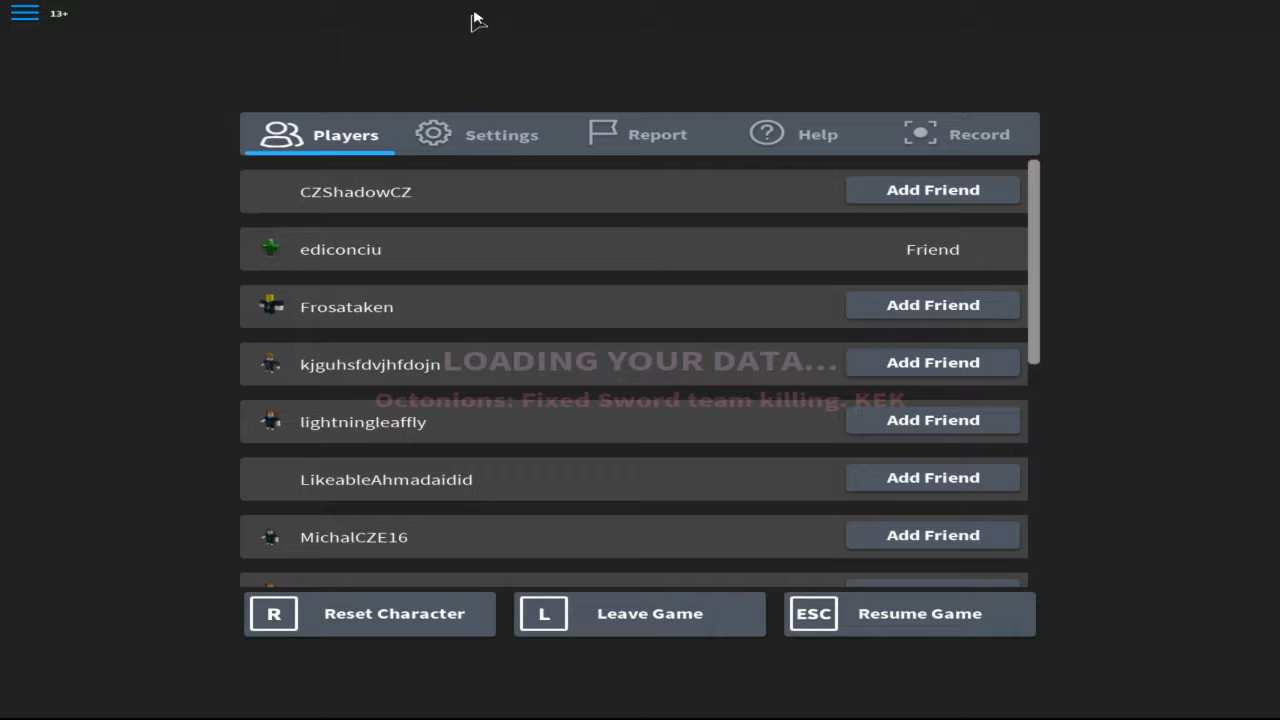 13+
Players Settings Report Help Record
CZShadowCZ Add Friend
ediconciu Friend
Frosataken Add Friend
kjguhsfdvjhfdojn Add Friend
LOADING YOUR DATA...
Octonions: Fixed Sword team killing. KEK
lightningleaffly Add Friend
LikeableAhmadaidid Add Friend
MichalCZE16 Add Friend
R Reset Character L Leave Game ESC Resume Game